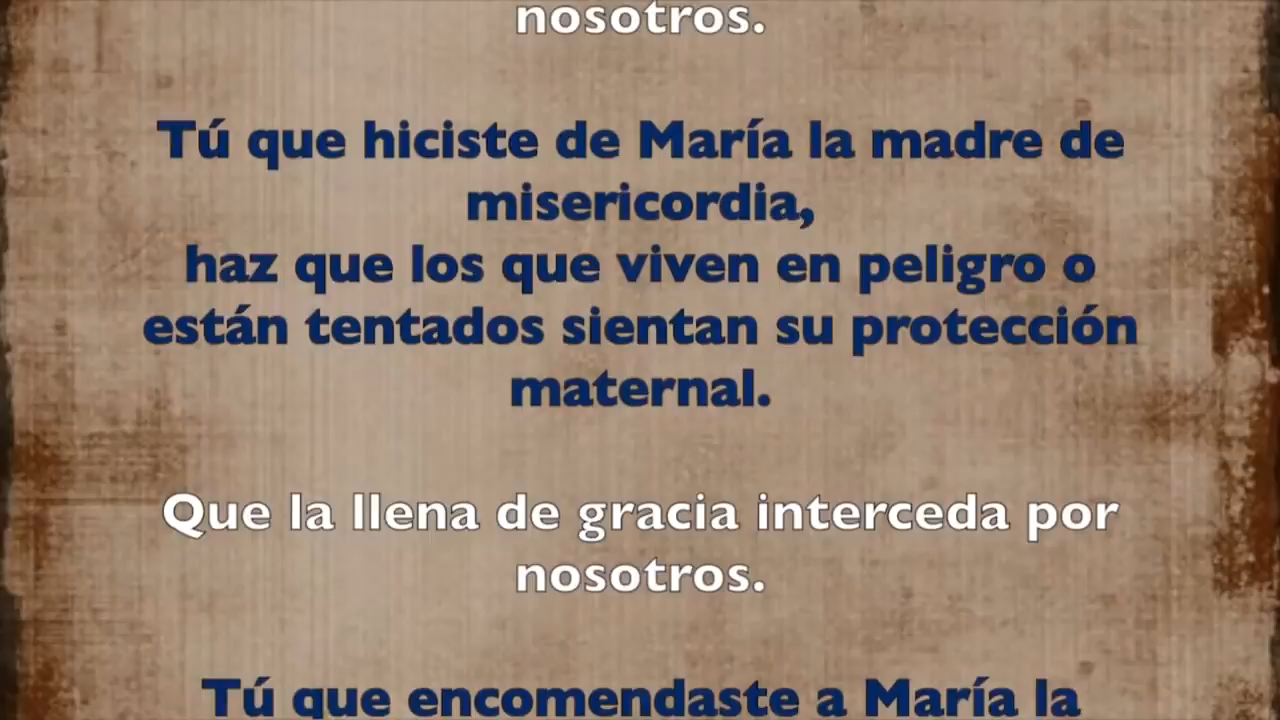 nosotros.
Tú que hiciste de María la madre de
misericordia,
haz que los que viven en peligro o
están tentados sientan su protección
maternal.
Que la llena de gracia interceda por
nosotros.
Tú que encomendaste a María la